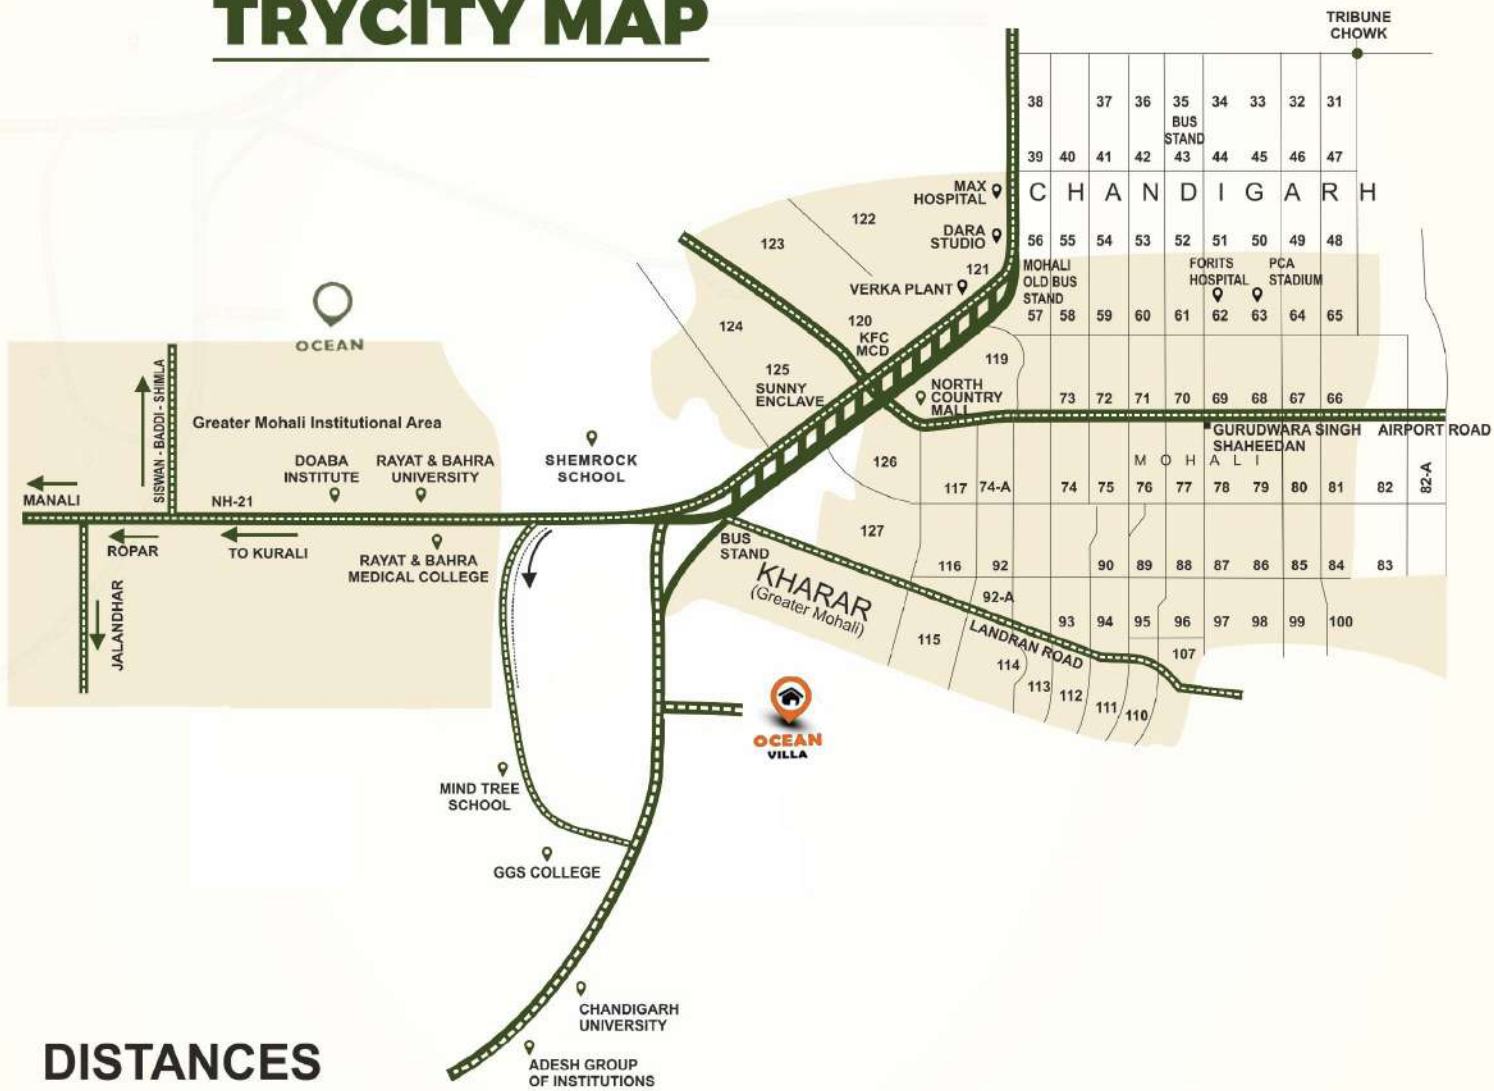 TRYCITY MAP
TRIBUNE
CHOWK
38 37 36 35 34 33 32 31
BUS
STAND
39 40 41 42 43 44 45 46 47
MAX
HOSPITAL
CHANDIGARH
122
123
DARA
STUDIO
56 55 54 53 52 51 50 49 48
121
MOHALI
OLD BUS
STAND
FORITS
HOSPITAL
PCA
STADIUM
VERKA PLANT
57 58 59 60 61 62 63 64 65
124
120
KFC
MCD
OCEAN
119
125
SUNNY
ENCLAVE
NORTH
COUNTRY
MALL
73 72 71 70 69 68 67 66
SISWAN - BADDI - SHIMLA
Greater Mohali Institutional Area
GURUDWARA SINGH
SHAHEEDAN
AIRPORT ROAD
DOABA
INSTITUTE
RAYAT & BAHRA
UNIVERSITY
SHEMROCK
SCHOOL
126
MOHALI
117 74-A 74 75 76 77 78 79 80 81 82 82-A
MANALI
NH-21
127
ROPAR
TO KURALI
RAYAT & BAHRA
MEDICAL COLLEGE
BUS
STAND
116 92 90 89 88 87 86 85 84 83
KHARAR
(Greater Mohali)
92-A
JALANDHAR
93 94 95 96 97 98 99 100
115
LANDRAN ROAD
107
114
113 112 111 110
OCEAN
VILLA
MIND TREE
SCHOOL
GGS COLLEGE
CHANDIGARH
UNIVERSITY
DISTANCES
ADESH GROUP
OF INSTITUTIONS